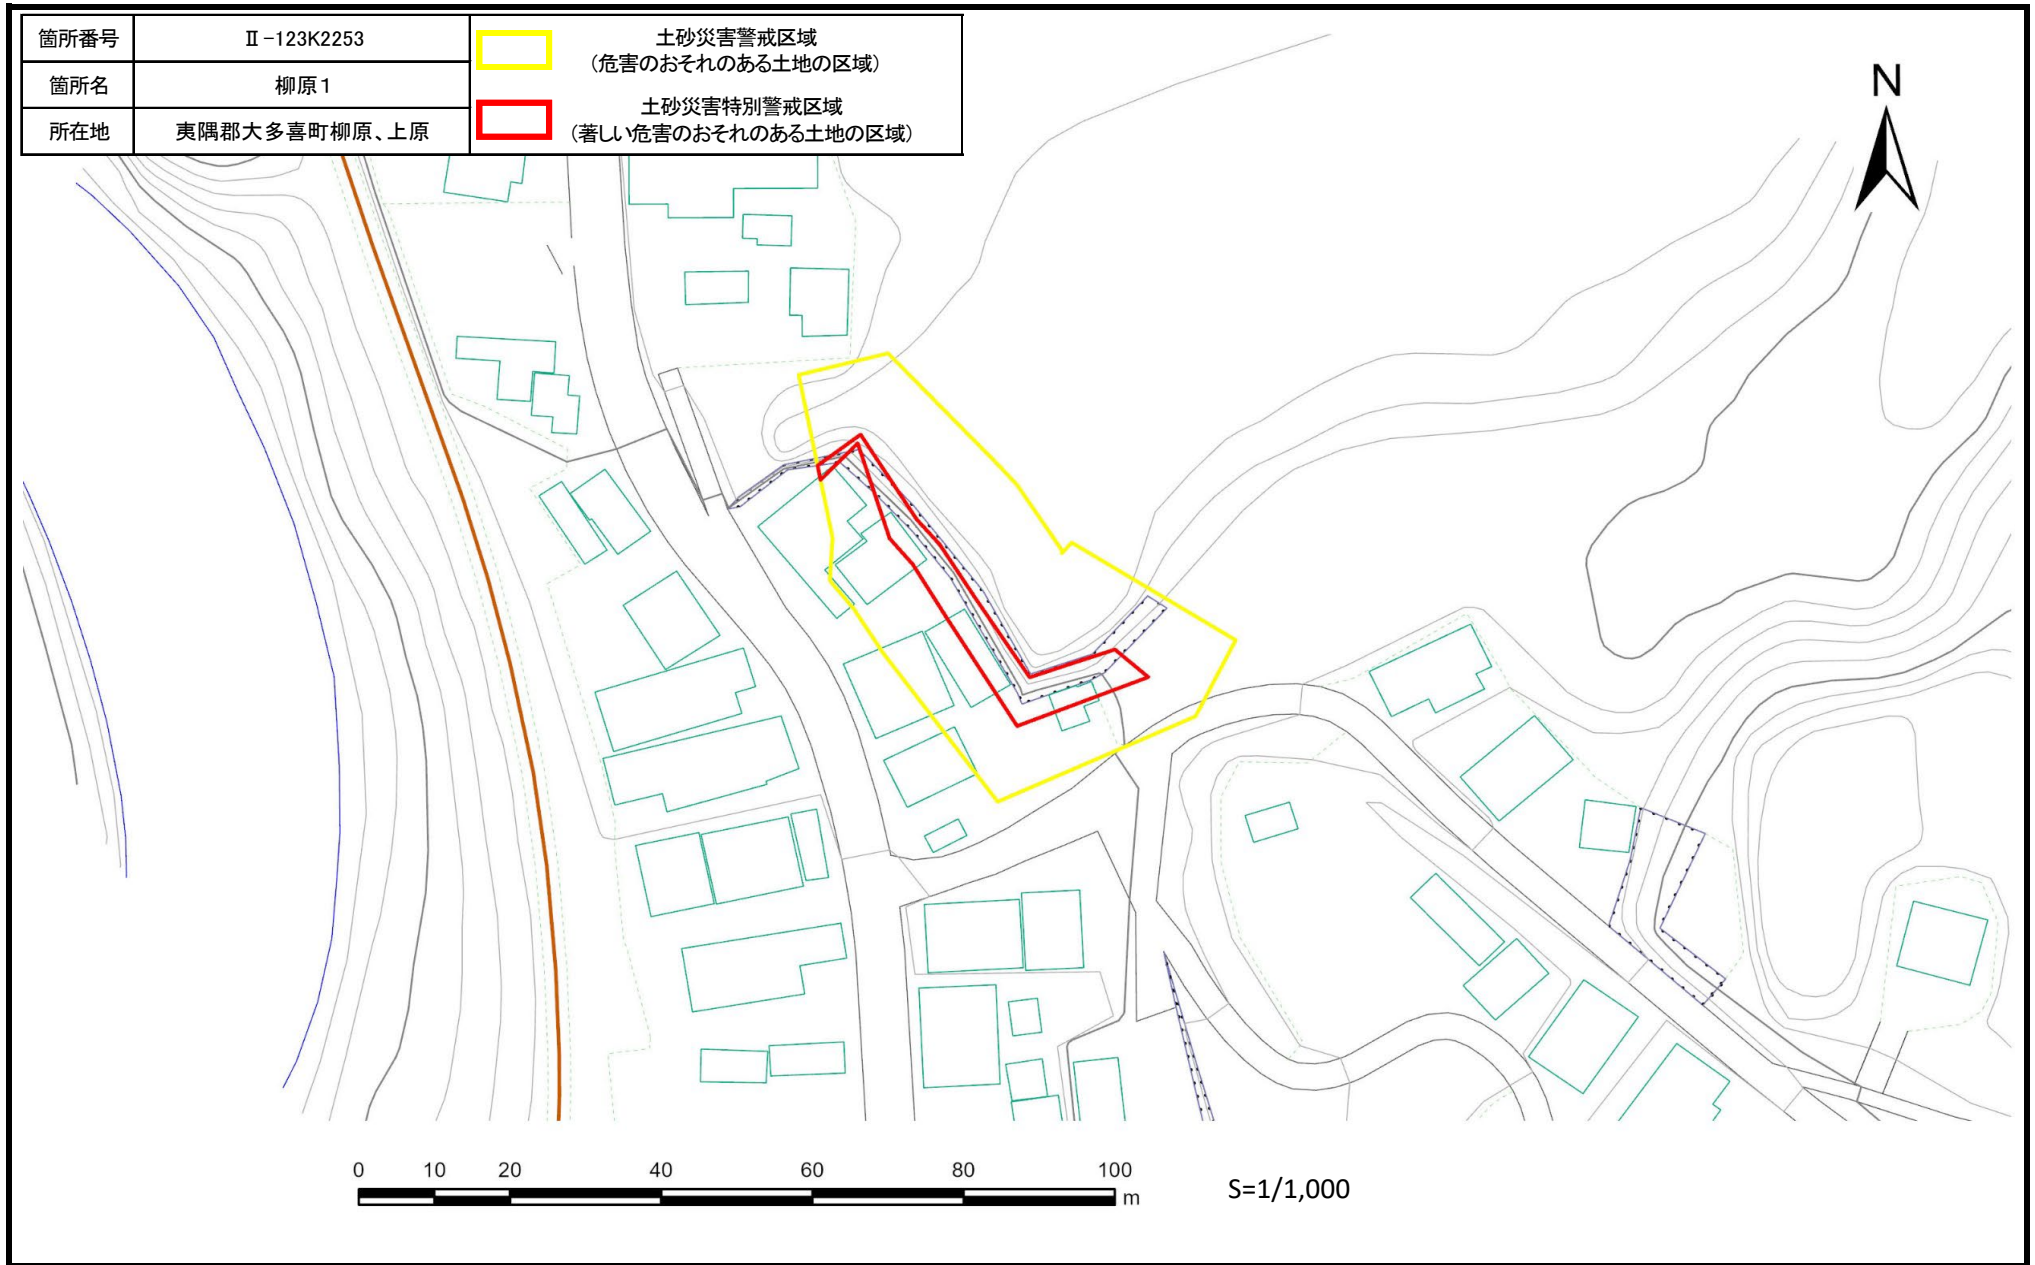 箇所番号
Ⅱ-123K2253
箇所名
柳原1
所在地
夷隅郡大多喜町柳原、上原
土砂災害警戒区域
(危害のおそれのある土地の区域)
土砂災害特別警戒区域
(著しい危害のおそれのある土地の区域)
N
0 10 20 40 60 80 100
m
S=1/1,000